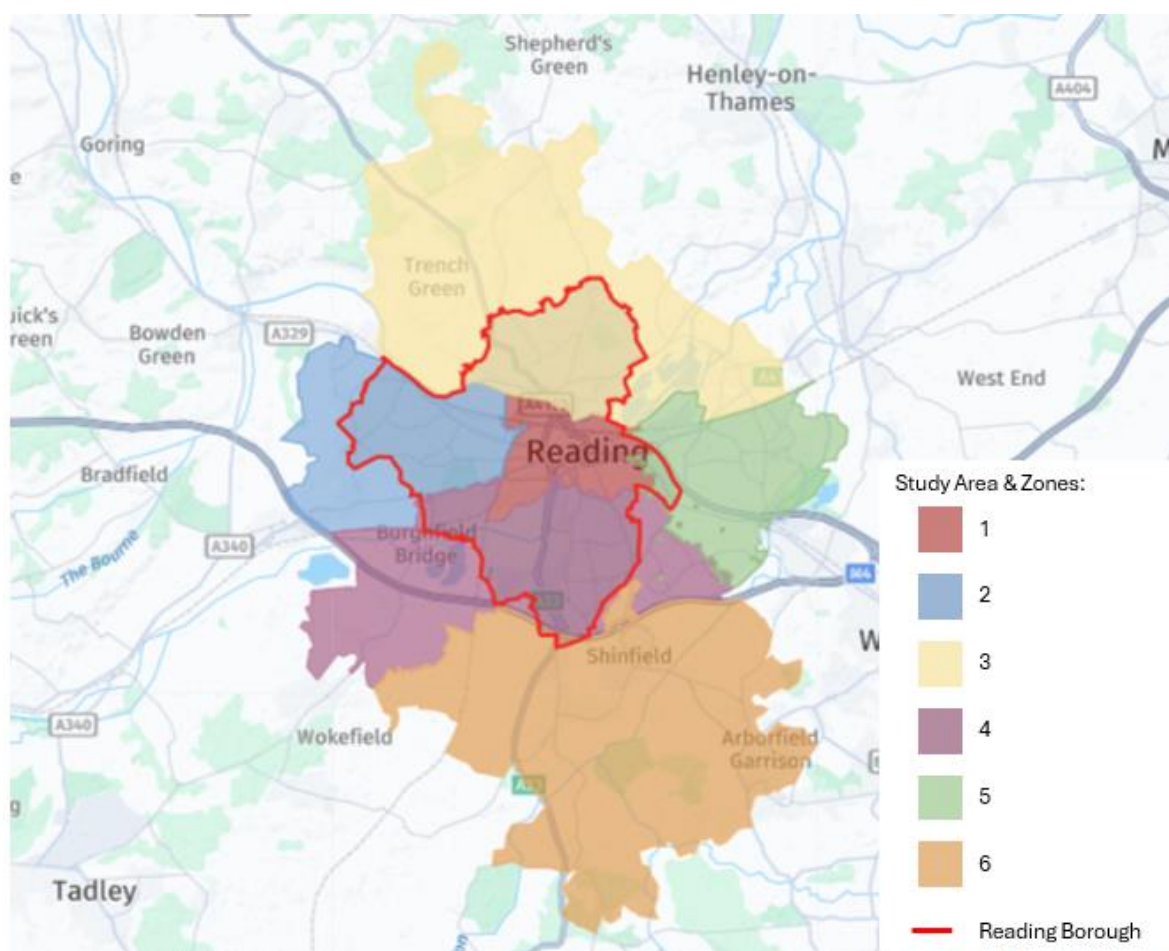 Shepherd's
Green
Henley-on-
Thames
A404
Goring
Trench
Green
Bowden
Green
A329
West End
Reading
Bradfield
Study Area & Zones:
1
Burghfield
Bridge
A340
The Bourne
M4
2
Shinfield
3
A340
Wokefield
Arborfield
Garrison
4
A33
5
6
Tadley
Reading Borough